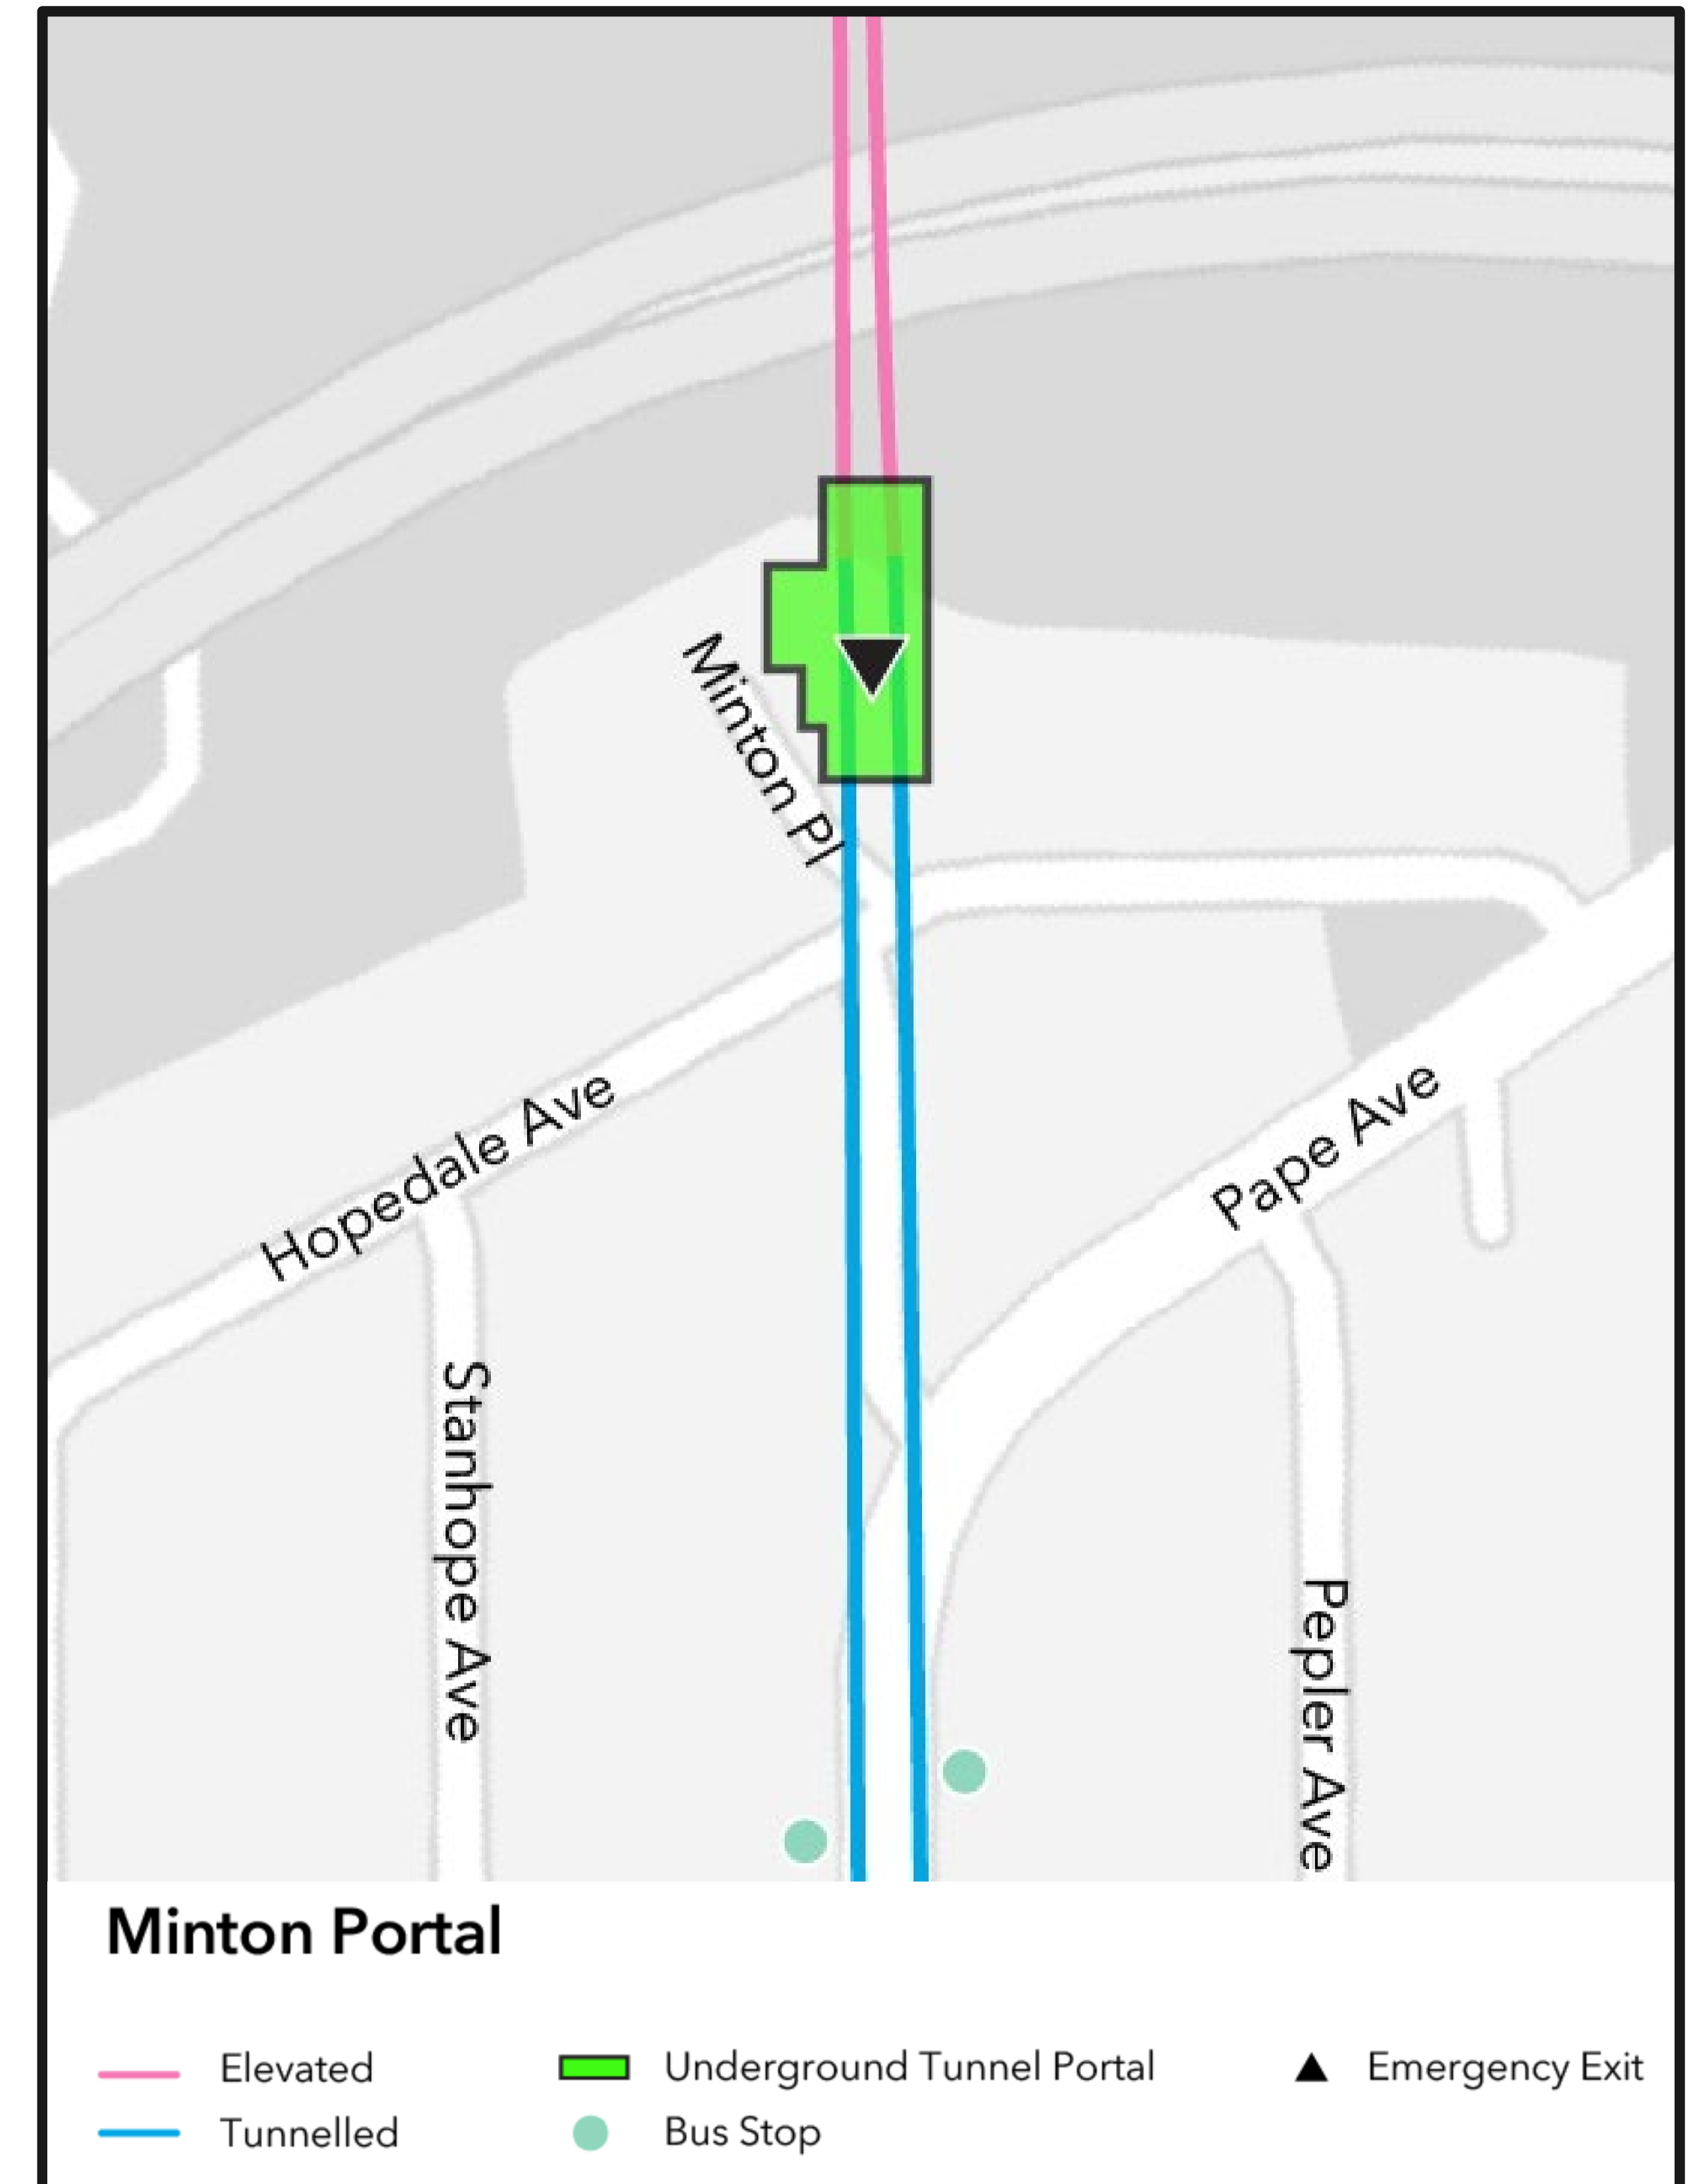 Minton Pl
Hopedale Ave
Pape Ave
Stanhope Ave
Pepler Ave
Minton Portal
Elevated
Underground Tunnel Portal
Emergency Exit
Tunnelled
Bus Stop